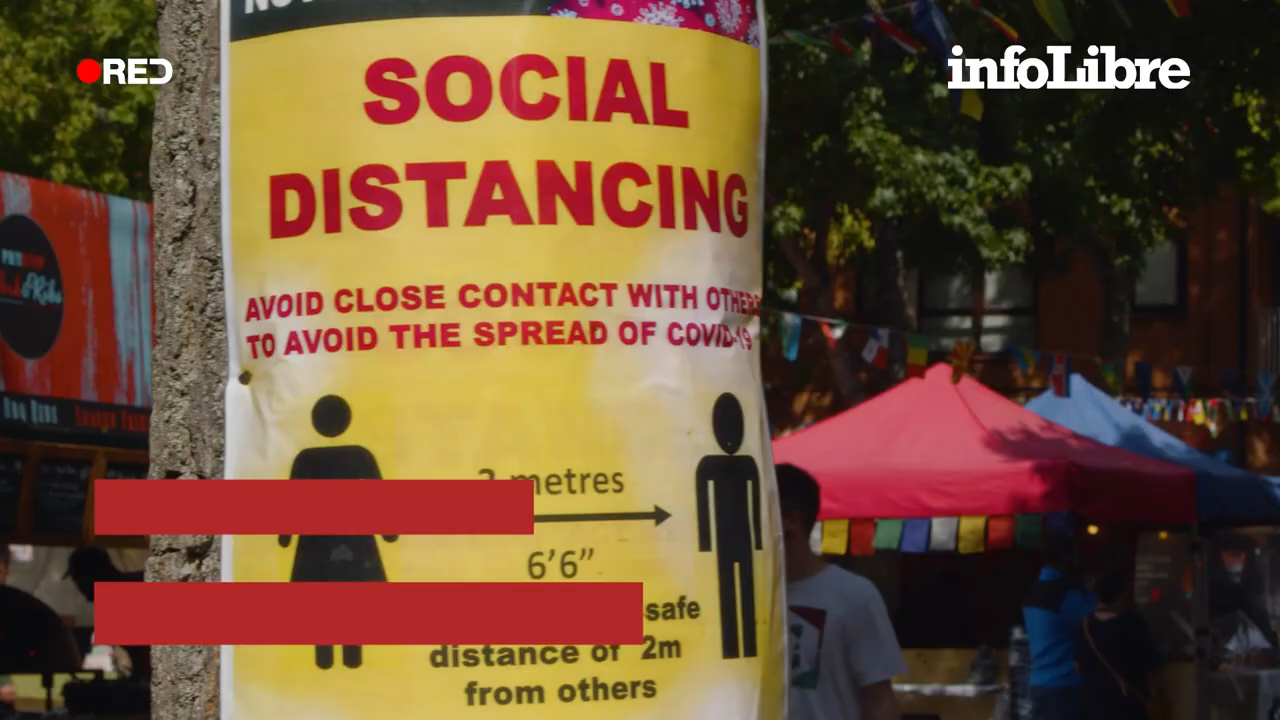 RED
infoLibre
SOCIAL
DISTANCING
AVOID CLOSE CONTACT WITH OTHERS
TO AVOID THE SPREAD OF COVID-19
metres
6'6”
safe
distance of 2m
from others